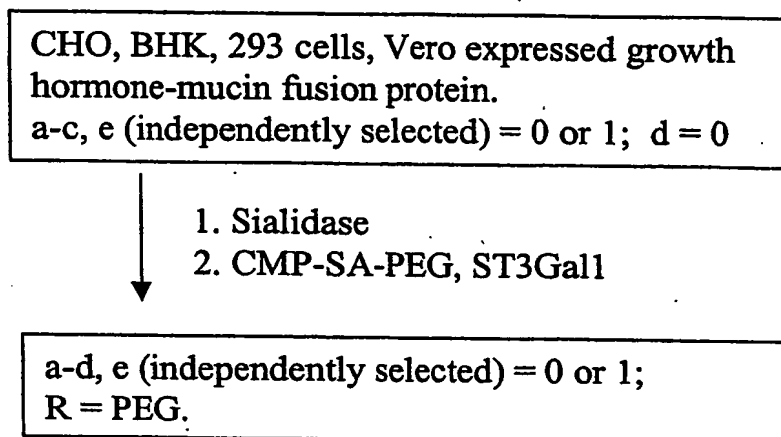 CHO, BHK, 293 cells, Vero expressed growth
hormone-mucin fusion protein.
a-c, e (independently selected) = 0 or 1; d = 0
1. Sialidase
2. CMP-SA-PEG, ST3Gal1
a-d, e (independently selected) = 0 or 1;
R = PEG.